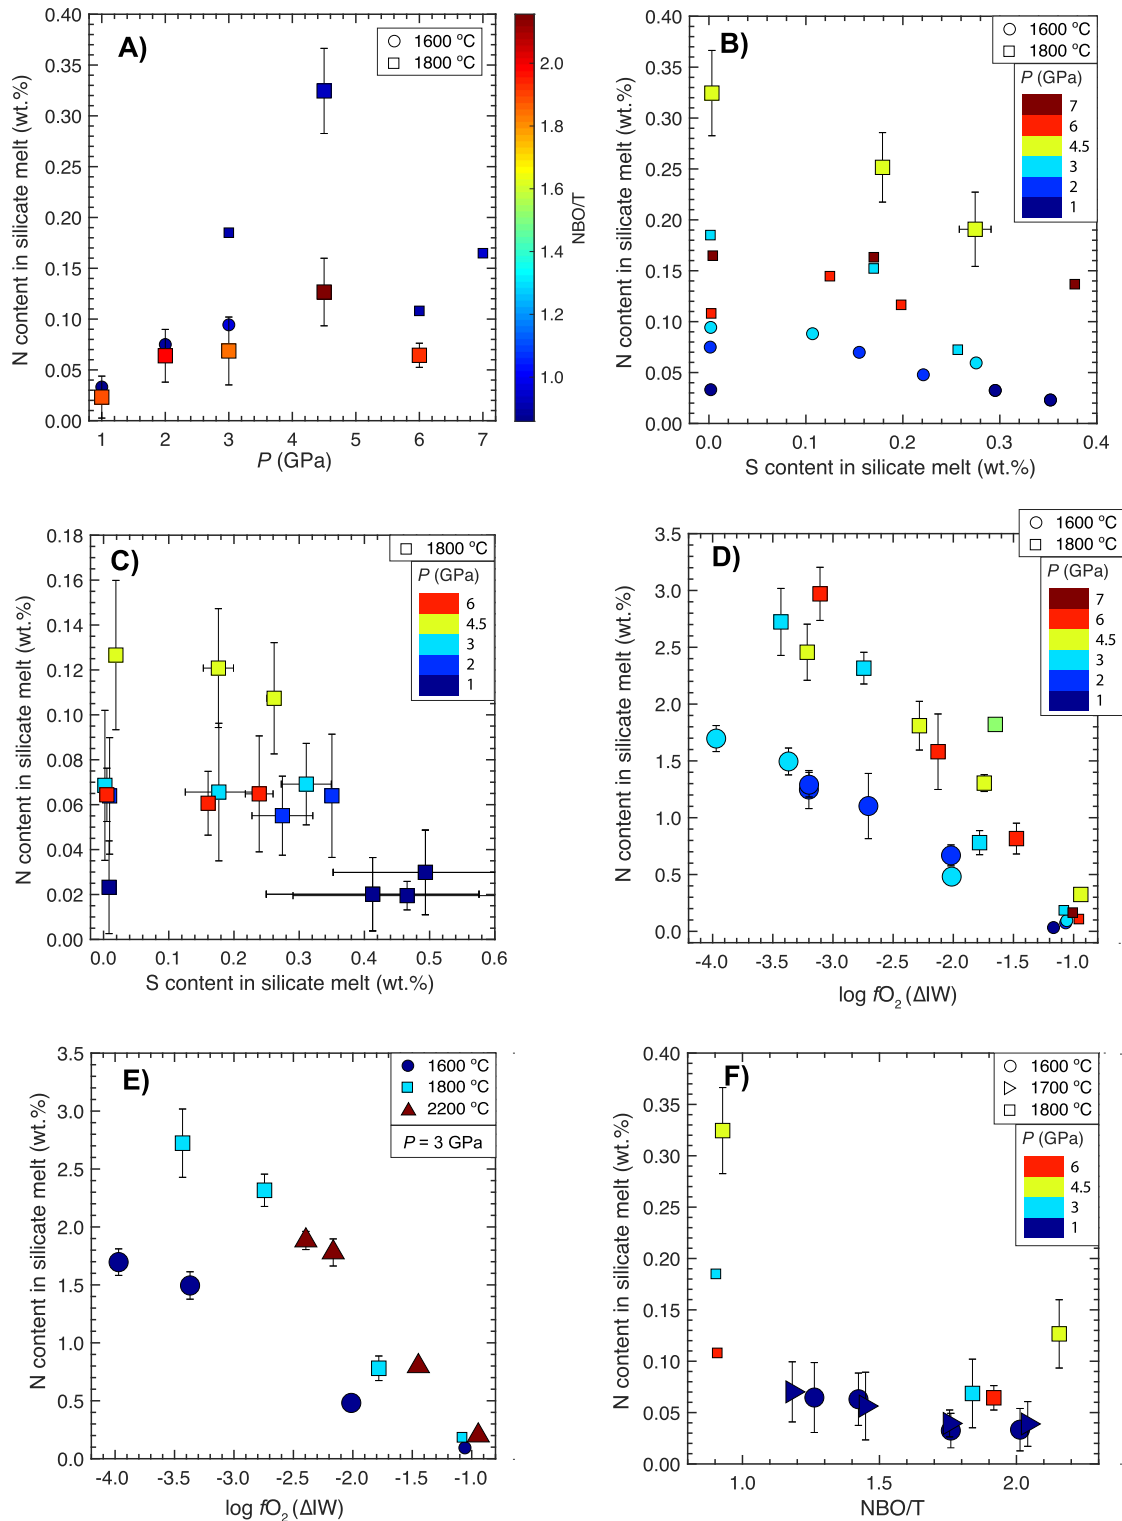 A)
1600 °C
1800 °C
N content in silicate melt (wt.%)
0.40
0.35
0.30
0.25
0.20
0.15
0.10
0.05
0.00
1 2 3 4 5 6 7
P (GPa)
2.0
1.8
1.6
1.4
1.2
1.0
NBO/T
B)
1600 °C
1800 °C
P (GPa)
7
6
4.5
3
2
1
N content in silicate melt (wt.%)
0.40
0.35
0.30
0.25
0.20
0.15
0.10
0.05
0.00
0.0 0.1 0.2 0.3 0.4
S content in silicate melt (wt.%)
C)
1800 °C
P (GPa)
6
4.5
3
2
1
N content in silicate melt (wt.%)
0.18
0.16
0.14
0.12
0.10
0.08
0.06
0.04
0.02
0.00
0.0 0.1 0.2 0.3 0.4 0.5 0.6
S content in silicate melt (wt.%)
D)
1600 °C
1800 °C
P (GPa)
7
6
4.5
3
2
1
N content in silicate melt (wt.%)
3.5
3.0
2.5
2.0
1.5
1.0
0.5
0.0
-4.0 -3.5 -3.0 -2.5 -2.0 -1.5 -1.0
log fO₂ (ΔIW)
E)
1600 °C
1800 °C
2200 °C
P = 3 GPa
N content in silicate melt (wt.%)
3.5
3.0
2.5
2.0
1.5
1.0
0.5
0.0
-4.0 -3.5 -3.0 -2.5 -2.0 -1.5 -1.0
log fO₂ (ΔIW)
F)
1600 °C
1700 °C
1800 °C
P (GPa)
6
4.5
3
1
N content in silicate melt (wt.%)
0.40
0.35
0.30
0.25
0.20
0.15
0.10
0.05
0.00
1.0 1.5 2.0
NBO/T